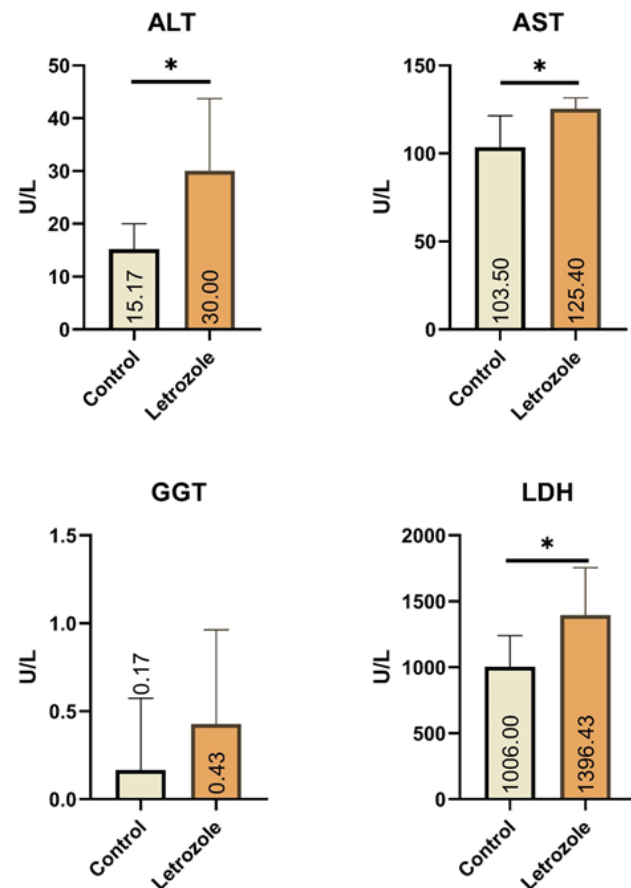 ALT
50
40
30
20
10
0
U/L
*
15.17
30.00
Control
Letrozole
AST
150
100
50
0
U/L
*
103.50
125.40
Control
Letrozole
GGT
1.5
1.0
0.5
0.0
U/L
0.17
0.43
Control
Letrozole
LDH
2000
1500
1000
500
0
U/L
*
1006.00
1396.43
Control
Letrozole